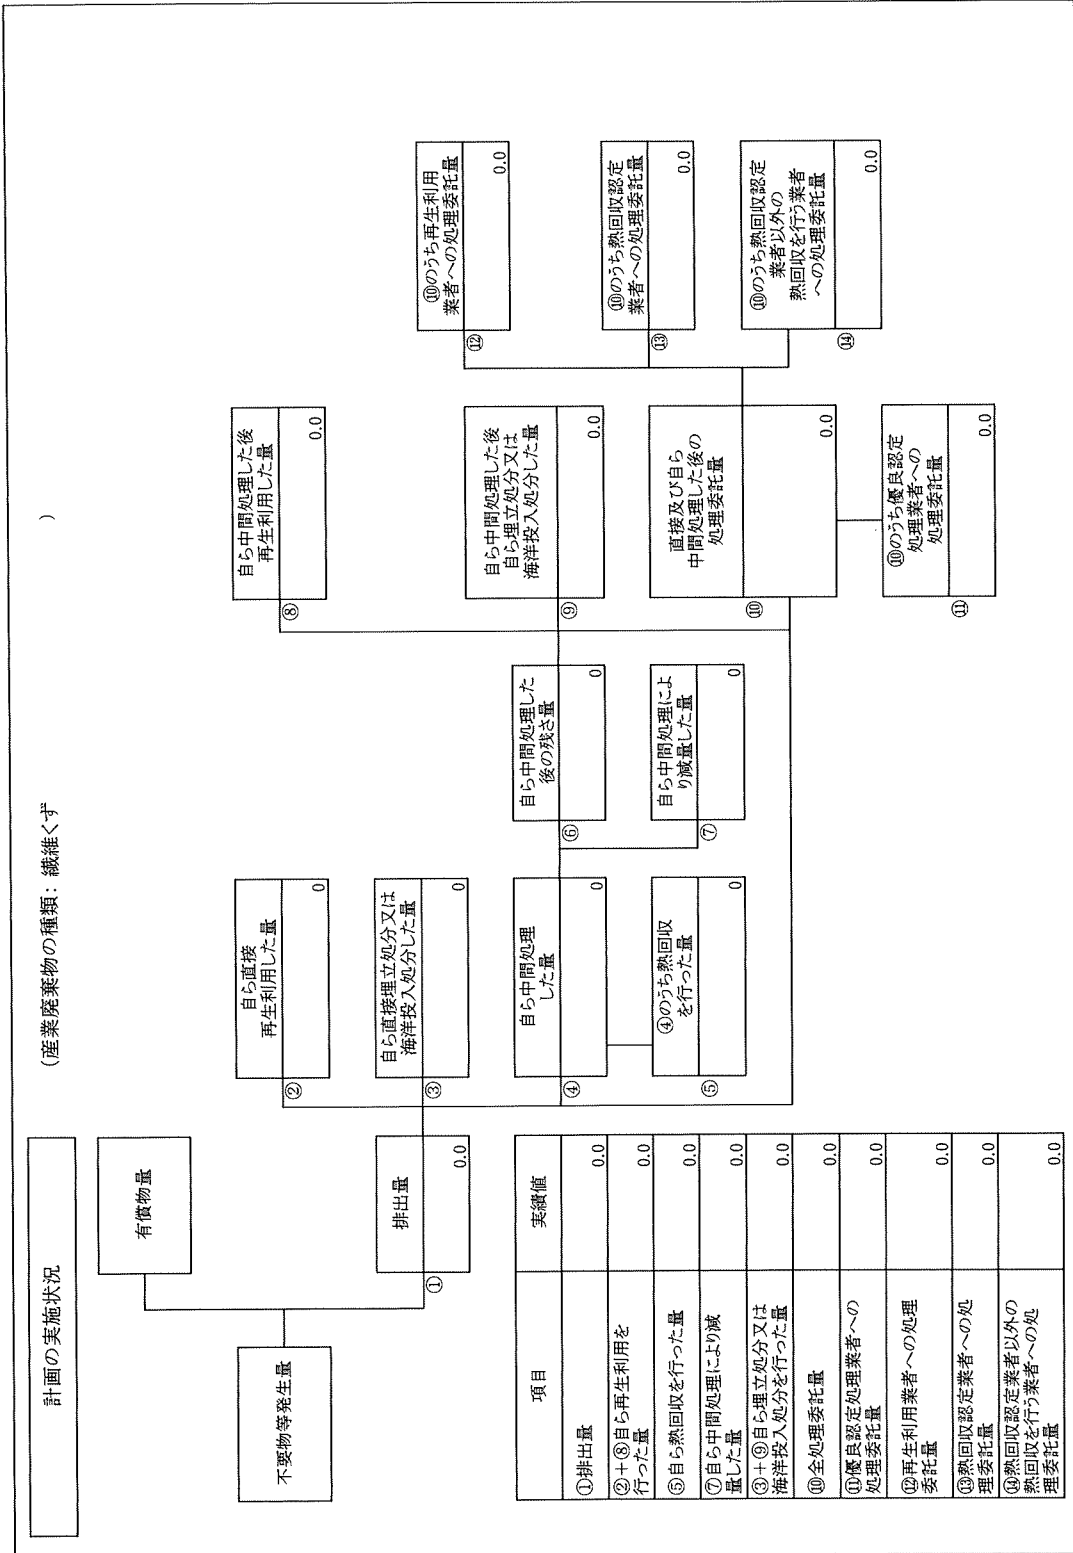 計画の実施状況
(産業廃棄物の種類: 繊維くず
)
不要物等発生量
有償物量
①
排出量
0.0
②
自ら直接
再生利用した量
0
③
自ら直接埋立処分又は
海洋投入処分した量
0
④
自ら中間処理
した量
0
⑤
④のうち熱回収
を行った量
0
⑥
自ら中間処理した
後の残さ量
0
⑦
自ら中間処理によ
り減量した量
0
⑧
自ら中間処理した後
再生利用した量
0.0
⑨
自ら中間処理した後
自ら埋立処分又は
海洋投入処分した量
0.0
⑩
直接及び自ら
中間処理した後の
処理委託量
0.0
⑪
⑩のうち優良認定
処理業者への
処理委託量
0.0
⑫
⑩のうち再生利用
業者への処理委託量
0.0
⑬
⑩のうち熱回収認定
業者への処理委託量
0.0
⑭
⑩のうち熱回収認定
業者以外の
熱回収を行う業者
への処理委託量
0.0
項目 実績値
①排出量 0.0
②+⑧自ら再生利用を
行った量 0.0
⑤自ら熱回収を行った量 0.0
⑦自ら中間処理により減
量した量 0.0
③+⑨自ら埋立処分又は
海洋投入処分を行った量 0.0
⑩全処理委託量 0.0
⑪優良認定処理業者への
処理委託量 0.0
⑫再生利用業者への処理
委託量 0.0
⑬熱回収認定業者への処
理委託量 0.0
⑭熱回収認定業者以外の
熱回収を行う業者への処
理委託量 0.0